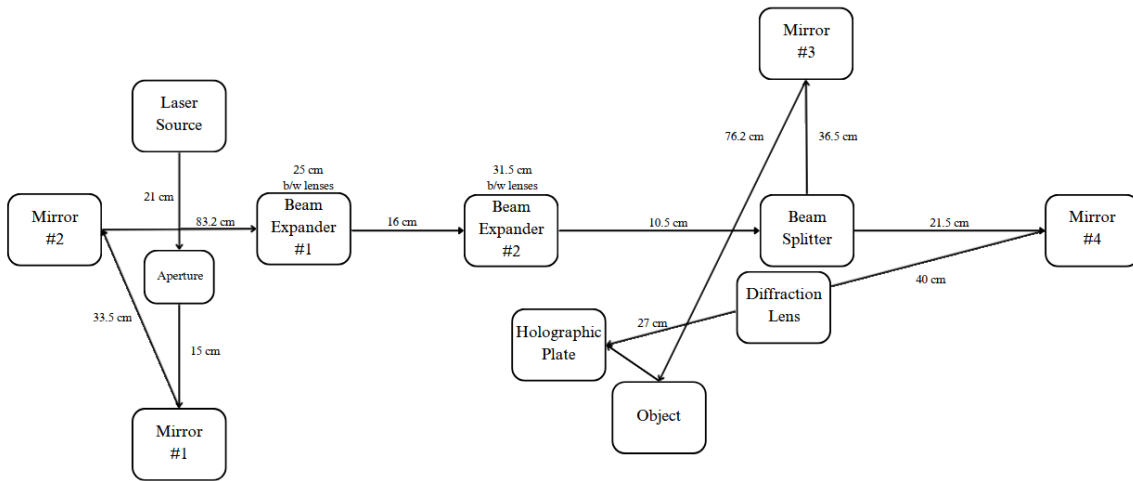 Mirror
#3
Laser
Source
76.2 cm
36.5 cm
25 cm
b/w lenses
31.5 cm
b/w lenses
21 cm
Mirror
#2
83.2 cm
Beam
Expander
#1
16 cm
Beam
Expander
#2
10.5 cm
Beam
Splitter
21.5 cm
Mirror
#4
Aperture
40 cm
Diffraction
Lens
33.5 cm
27 cm
Holographic
Plate
15 cm
Object
Mirror
#1